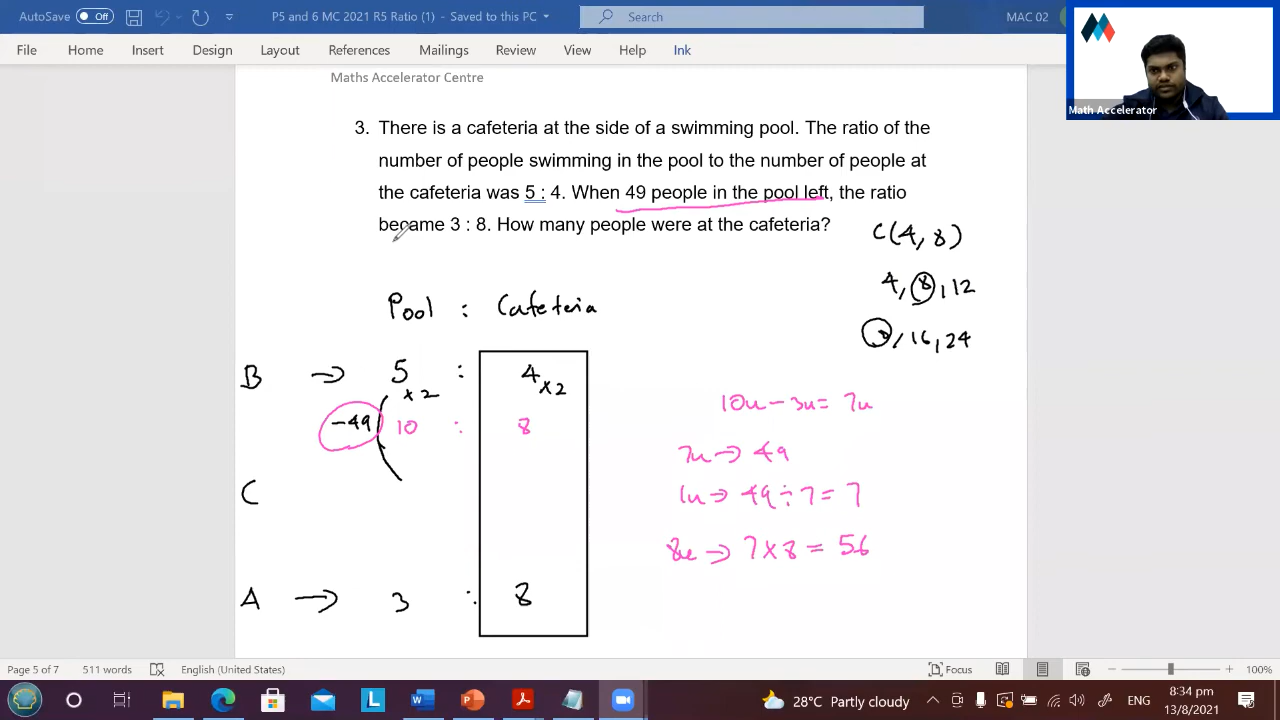 AutoSave Off P5 and 6 MC 2021 R5 Ratio (1) - Saved to this PC Search MAC 02
File Home Insert Design Layout References Mailings Review View Help Ink
Maths Accelerator Centre
Math Accelerator
3. There is a cafeteria at the side of a swimming pool. The ratio of the
number of people swimming in the pool to the number of people at
the cafeteria was 5 : 4. When 49 people in the pool left, the ratio
became 3 : 8. How many people were at the cafeteria?
C(4, 8)
4, 8, 12
8, 16, 24
Pool : Cafeteria
B → 5 : 4
×2 ×2
-49 10 : 8
10u - 3u = 7u
7u → 49
C
1u → 49 ÷ 7 = 7
8u → 7 × 8 = 56
A → 3 : 8
Page 5 of 7 511 words English (United States) Focus 100%
28°C Partly cloudy ENG 8:34 pm
13/8/2021